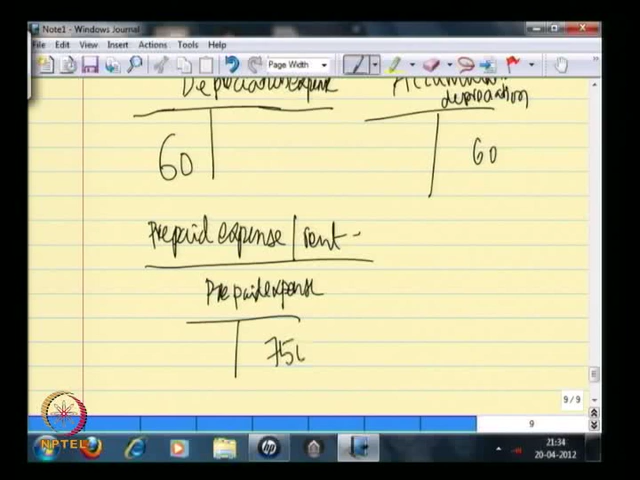 Note1 - Windows Journal
File Edit View Insert Actions Tools Help
Page Width
Depreciation expense
depreciation
60
60
Prepaid expense | rent -
Prepaid expense
750
9 / 9
9
NPTEL
21:34
20-04-2012